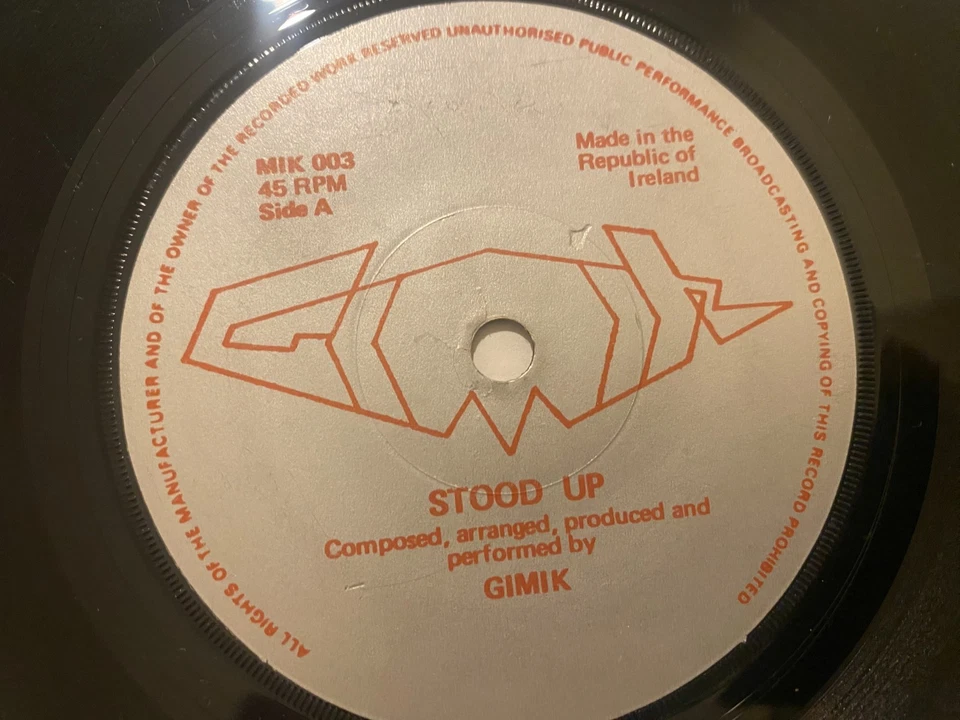 ALL RIGHTS OF THE MANUFACTURER AND OF THE OWNER OF THE RECORDED WORK RESERVED UNAUTHORISED PUBLIC PERFORMANCE BROADCASTING AND COPYING OF THIS RECORD PROHIBITED
MIK 003
45 RPM
Side A
Made in the
Republic of
Ireland
STOOD UP
Composed, arranged, produced and
performed by
GIMIK